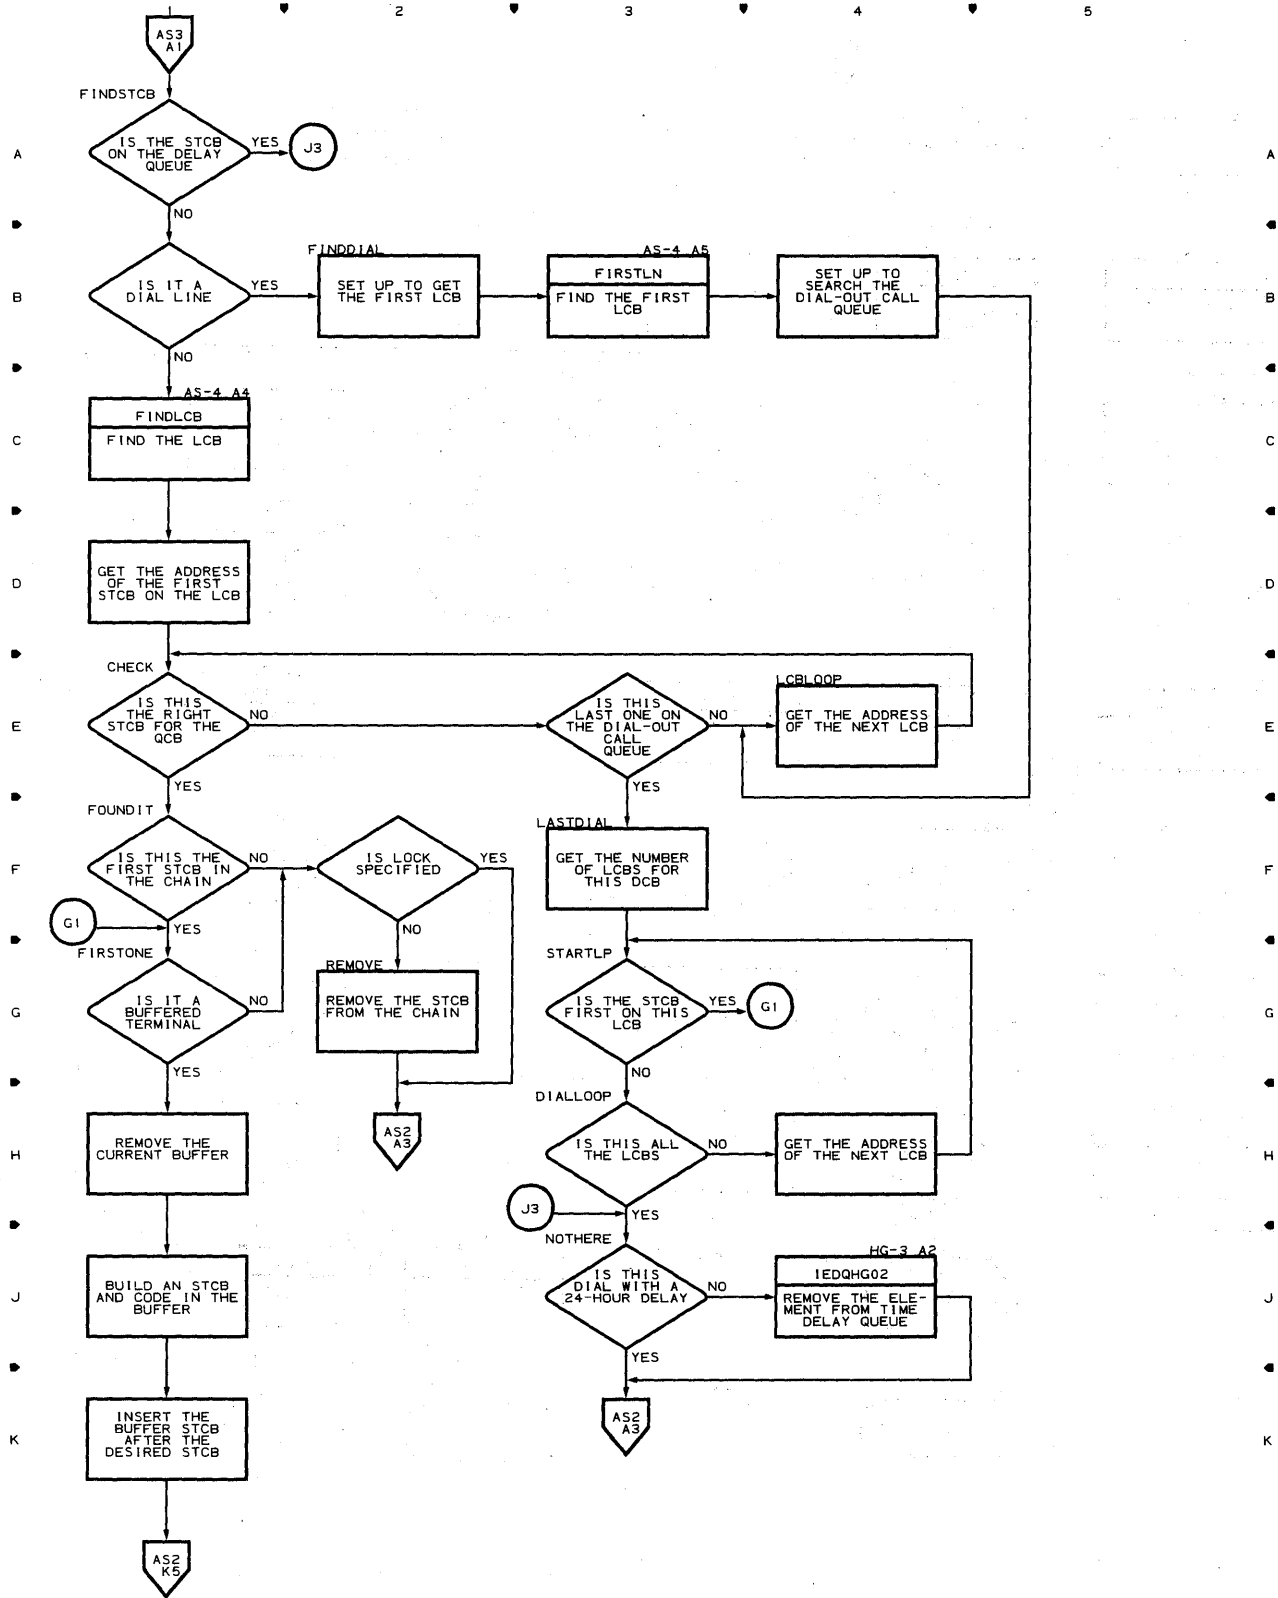 1 2 3 4 5
AS3
A1
FINDSTCB
IS THE STCB
ON THE DELAY
QUEUE
YES
J3
A
A
NO
IS IT A
DIAL LINE
YES
FINDDIAL
SET UP TO GET
THE FIRST LCB
AS-4 A5
FIRSTLN
FIND THE FIRST
LCB
SET UP TO
SEARCH THE
DIAL-OUT CALL
QUEUE
B
B
NO
AS-4 A4
FINDLCB
FIND THE LCB
C
C
GET THE ADDRESS
OF THE FIRST
STCB ON THE LCB
D
D
CHECK
IS THIS
THE RIGHT
STCB FOR THE
QCB
NO
IS THIS
LAST ONE ON
THE DIAL-OUT
CALL
QUEUE
NO
LCBLOOP
GET THE ADDRESS
OF THE NEXT LCB
E
E
YES
YES
FOUNDIT
IS THIS THE
FIRST STCB IN
THE CHAIN
NO
IS LOCK
SPECIFIED
YES
LASTDIAL
GET THE NUMBER
OF LCBS FOR
THIS DCB
F
F
G1
YES
NO
FIRSTONE
IS IT A
BUFFERED
TERMINAL
NO
REMOVE
REMOVE THE STCB
FROM THE CHAIN
STARTLP
IS THE STCB
FIRST ON THIS
LCB
YES
G1
G
G
YES
NO
REMOVE THE
CURRENT BUFFER
AS2
A3
DIALLOOP
IS THIS ALL
THE LCBS
NO
GET THE ADDRESS
OF THE NEXT LCB
H
H
J3
YES
BUILD AN STCB
AND CODE IN THE
BUFFER
NOTHERE
IS THIS
DIAL WITH A
24-HOUR DELAY
NO
HG-3 A2
IEDQHG02
REMOVE THE ELE-
MENT FROM TIME
DELAY QUEUE
J
J
YES
INSERT THE
BUFFER STCB
AFTER THE
DESIRED STCB
AS2
A3
K
K
AS2
K5